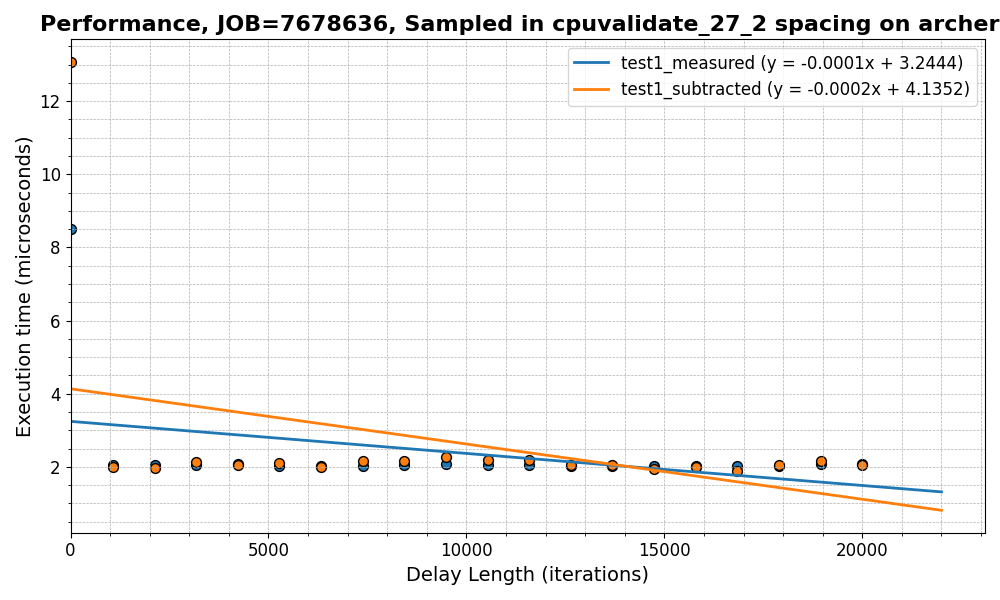 Performance, JOB=7678636, Sampled in cpuvalidate_27_2 spacing on archer
test1_measured (y = -0.0001x + 3.2444)
test1_subtracted (y = -0.0002x + 4.1352)
Execution time (microseconds)
12
10
8
6
4
2
0
5000
10000
15000
20000
Delay Length (iterations)